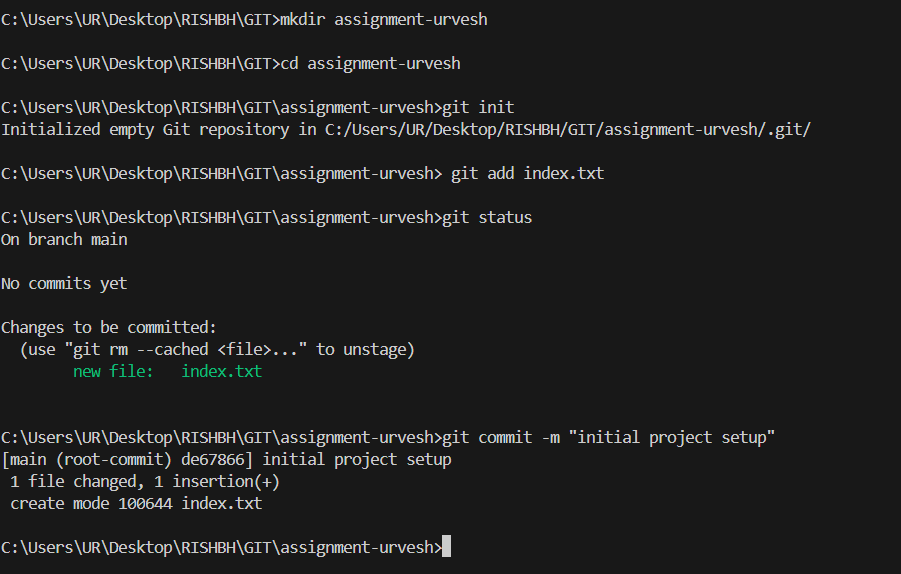 C:\Users\UR\Desktop\RISHBH\GIT>mkdir assignment-urvesh
C:\Users\UR\Desktop\RISHBH\GIT>cd assignment-urvesh
C:\Users\UR\Desktop\RISHBH\GIT\assignment-urvesh>git init
Initialized empty Git repository in C:/Users/UR/Desktop/RISHBH/GIT/assignment-urvesh/.git/
C:\Users\UR\Desktop\RISHBH\GIT\assignment-urvesh> git add index.txt
C:\Users\UR\Desktop\RISHBH\GIT\assignment-urvesh>git status
On branch main
No commits yet
Changes to be committed:
  (use "git rm --cached <file>..." to unstage)
        new file:   index.txt
C:\Users\UR\Desktop\RISHBH\GIT\assignment-urvesh>git commit -m "initial project setup"
[main (root-commit) de67866] initial project setup
 1 file changed, 1 insertion(+)
 create mode 100644 index.txt
C:\Users\UR\Desktop\RISHBH\GIT\assignment-urvesh>